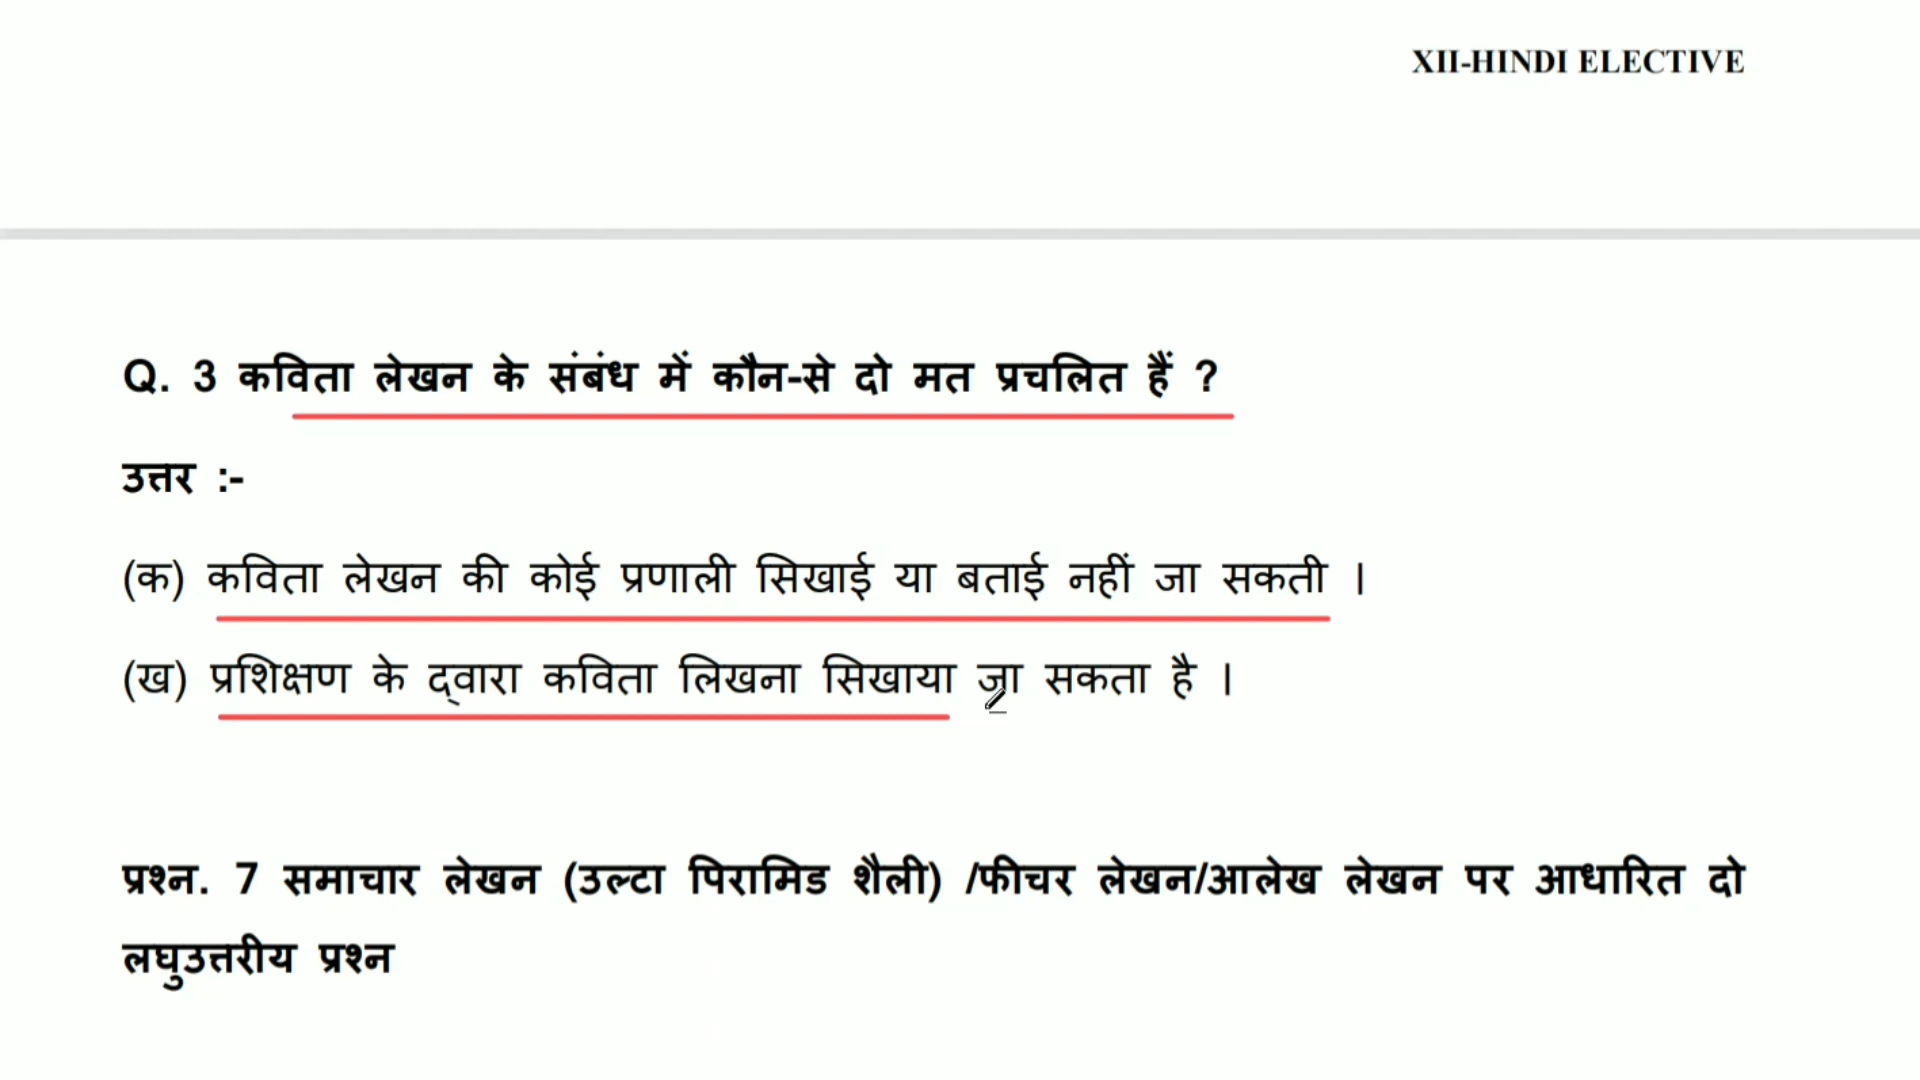 XII-HINDI ELECTIVE
Q. 3 कविता लेखन के संबंध में कौन-से दो मत प्रचलित हैं ?
उत्तर :-
(क) कविता लेखन की कोई प्रणाली सिखाई या बताई नहीं जा सकती ।
(ख) प्रशिक्षण के द्वारा कविता लिखना सिखाया जा सकता है ।
प्रश्न. 7 समाचार लेखन (उल्टा पिरामिड शैली) /फीचर लेखन/आलेख लेखन पर आधारित दो
लघुउत्तरीय प्रश्न